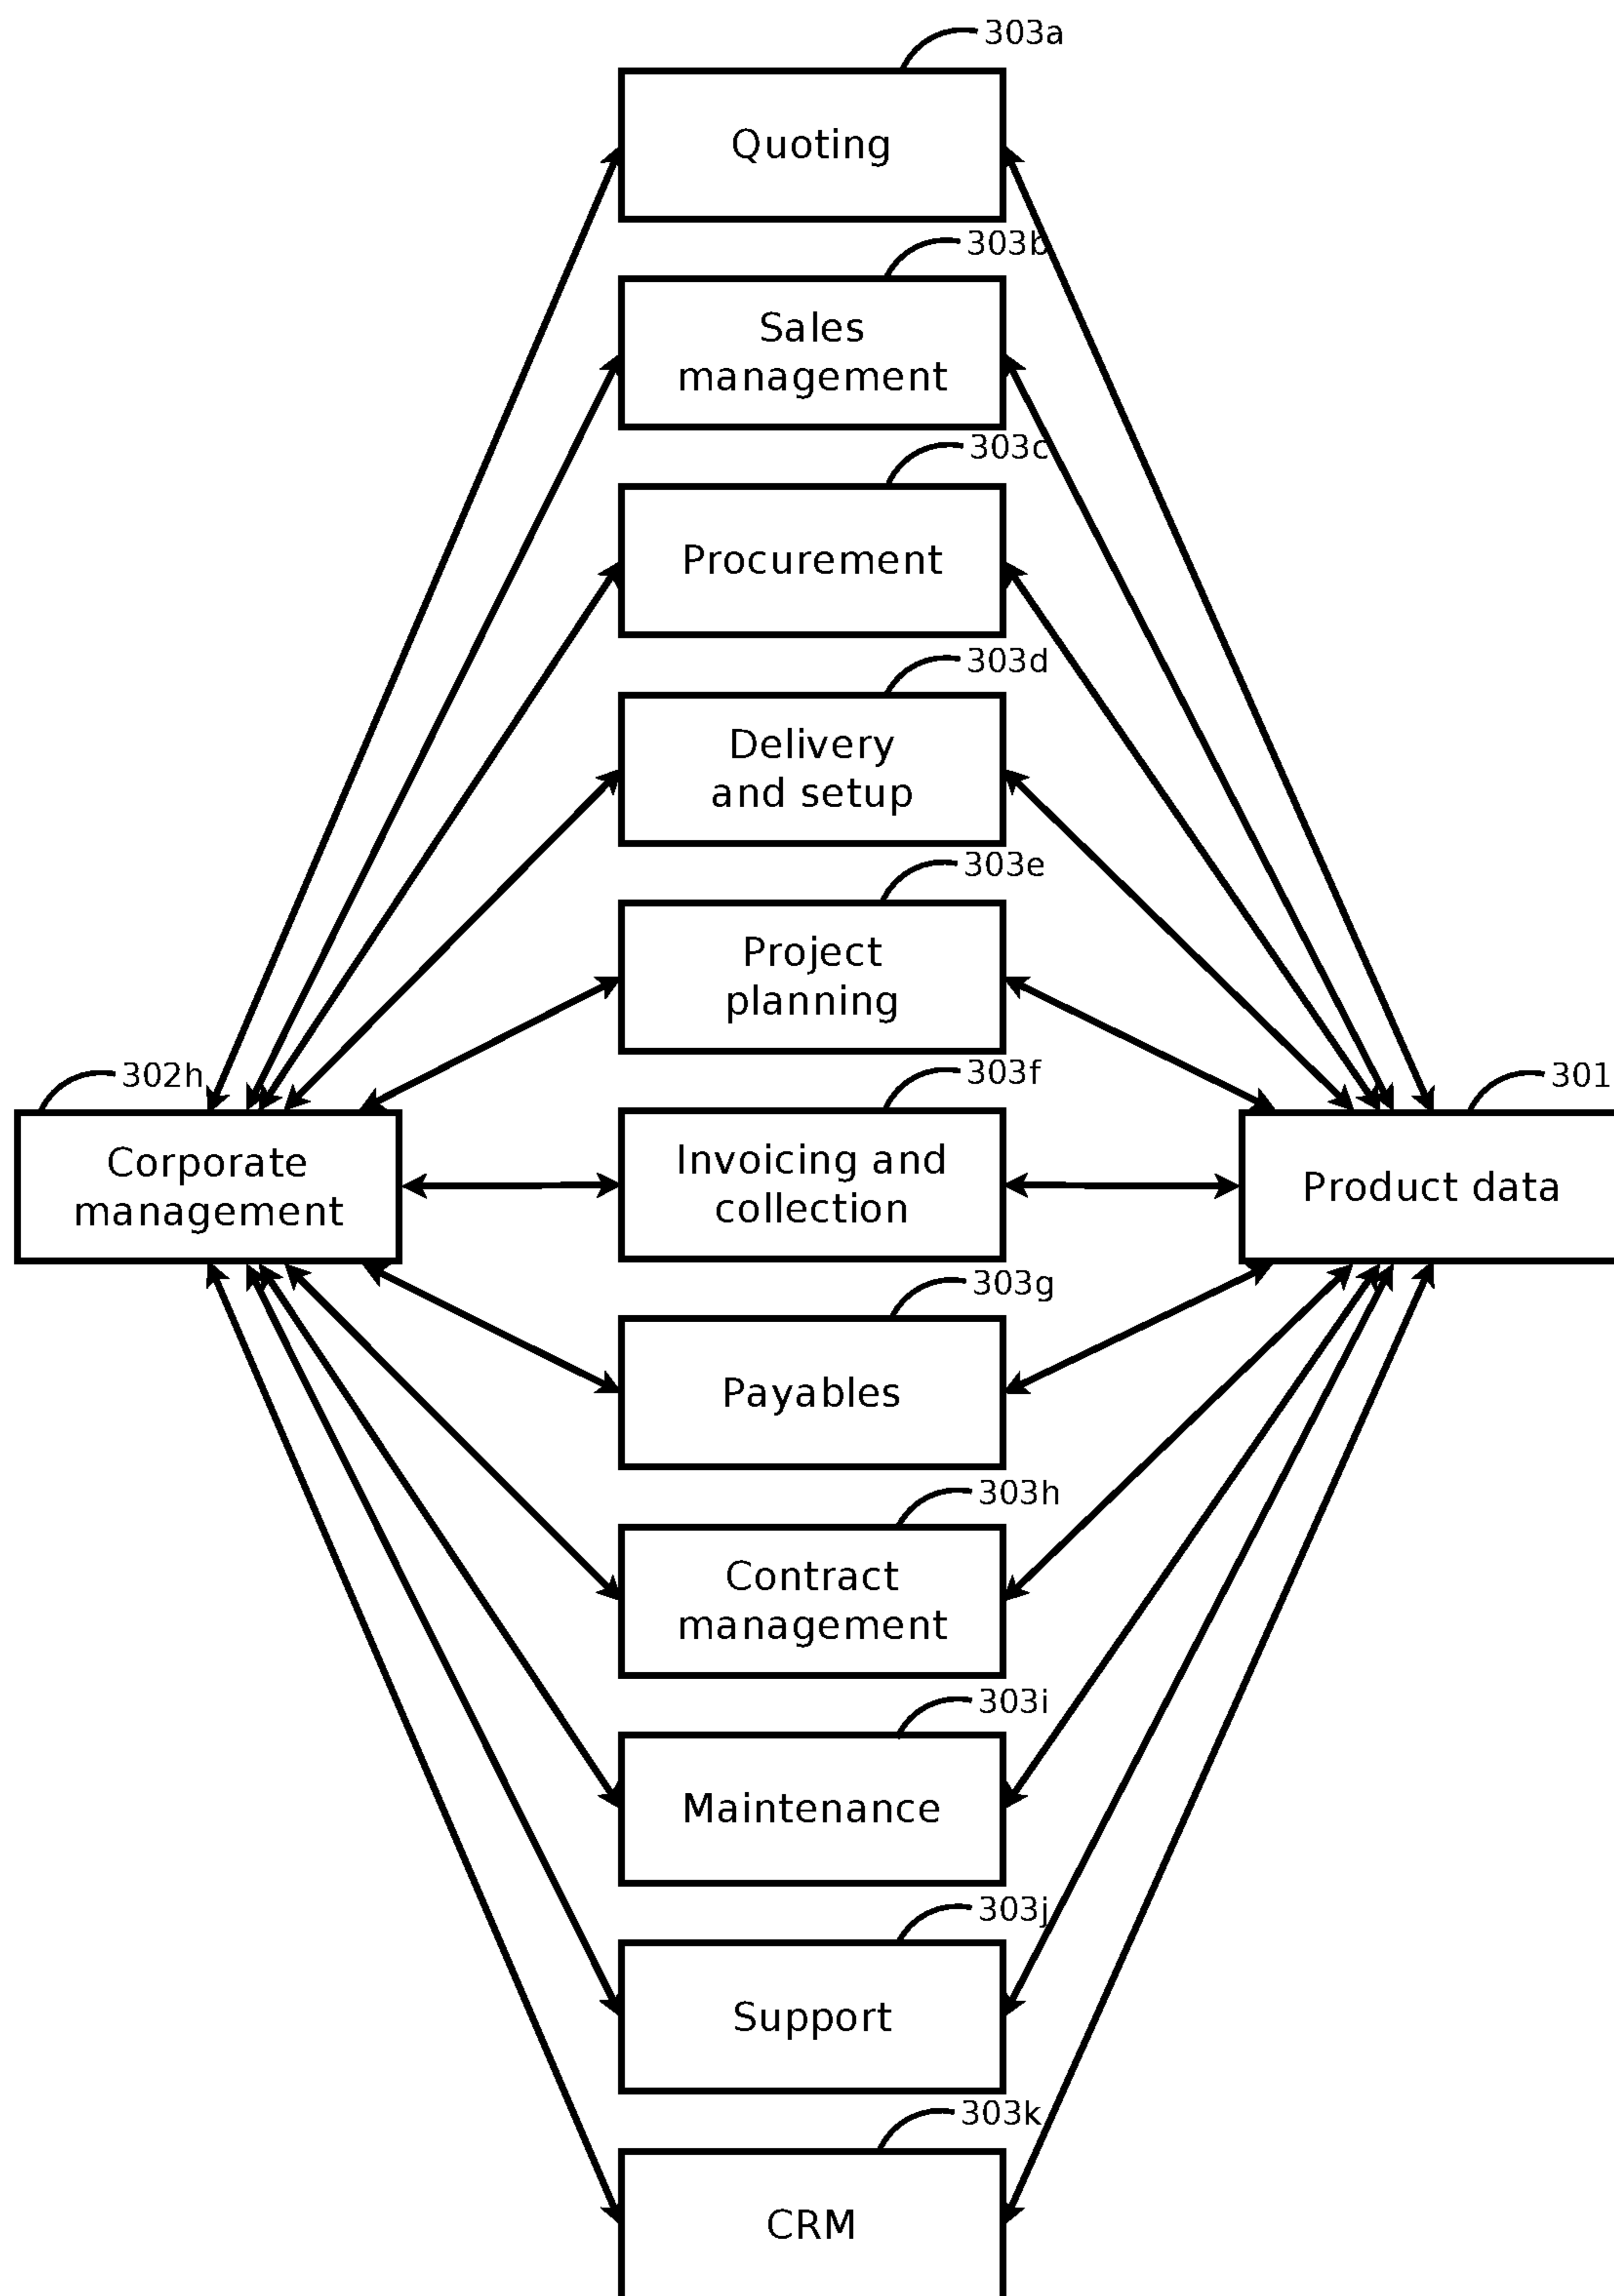 303a
Quoting
303b
Sales
management
303c
Procurement
303d
Delivery
and setup
303e
Project
planning
302h
303f
301
Corporate
management
Invoicing and
collection
Product data
303g
Payables
303h
Contract
management
303i
Maintenance
303j
Support
303k
CRM